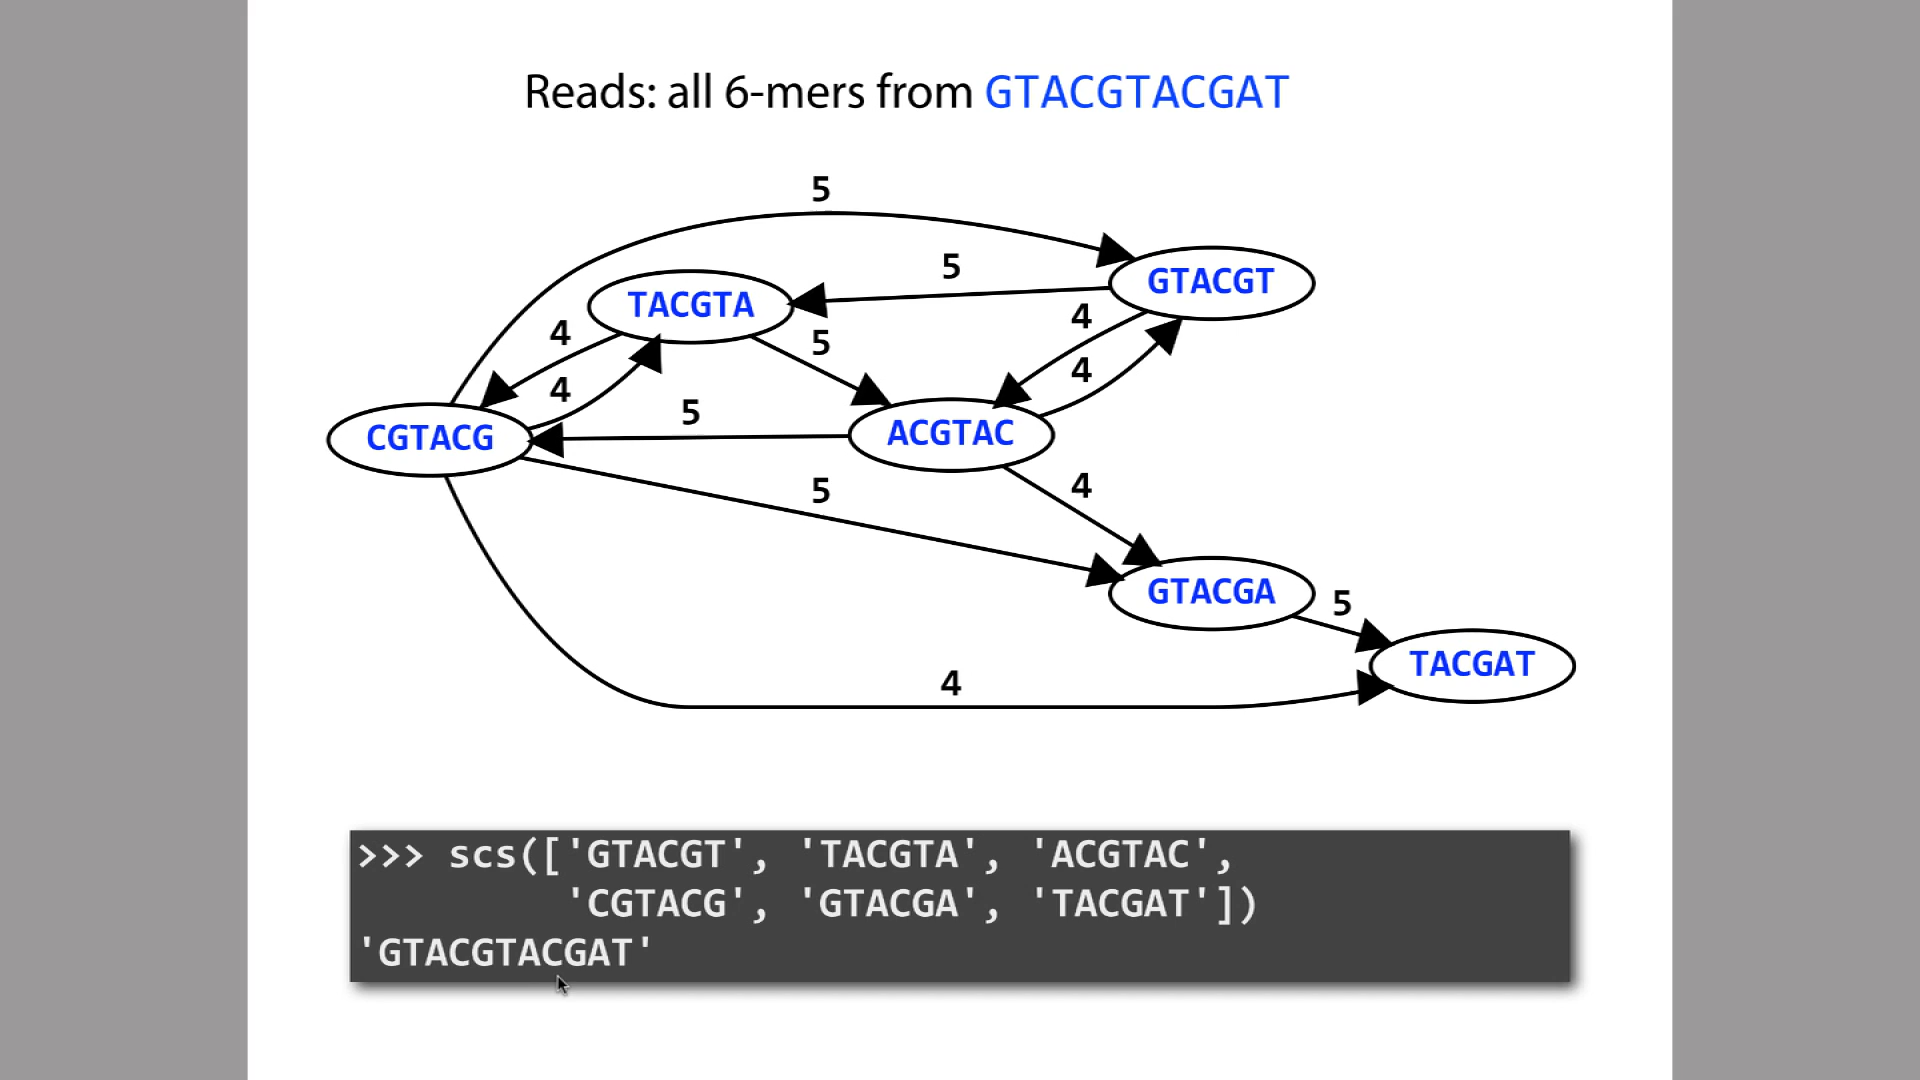 Reads: all 6-mers from GTACGTACGAT
5
5
GTACGT
TACGTA
4
4
5
4
4
5
CGTACG
ACGTAC
5
4
GTACGA
5
TACGAT
4
>>> scs(['GTACGT', 'TACGTA', 'ACGTAC',
'CGTACG', 'GTACGA', 'TACGAT'])
'GTACGTACGAT'